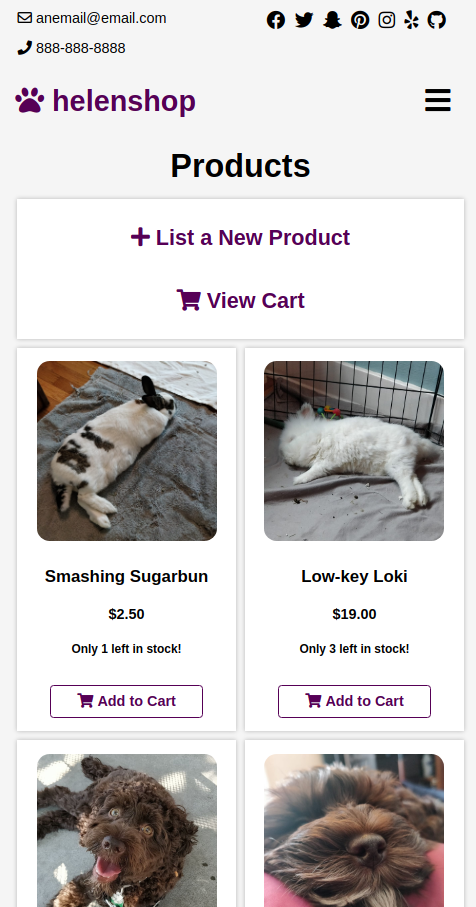 anemail@email.com
888-888-8888
helenshop
Products
List a New Product
View Cart
Smashing Sugarbun
$2.50
Only 1 left in stock!
Add to Cart
Low-key Loki
$19.00
Only 3 left in stock!
Add to Cart